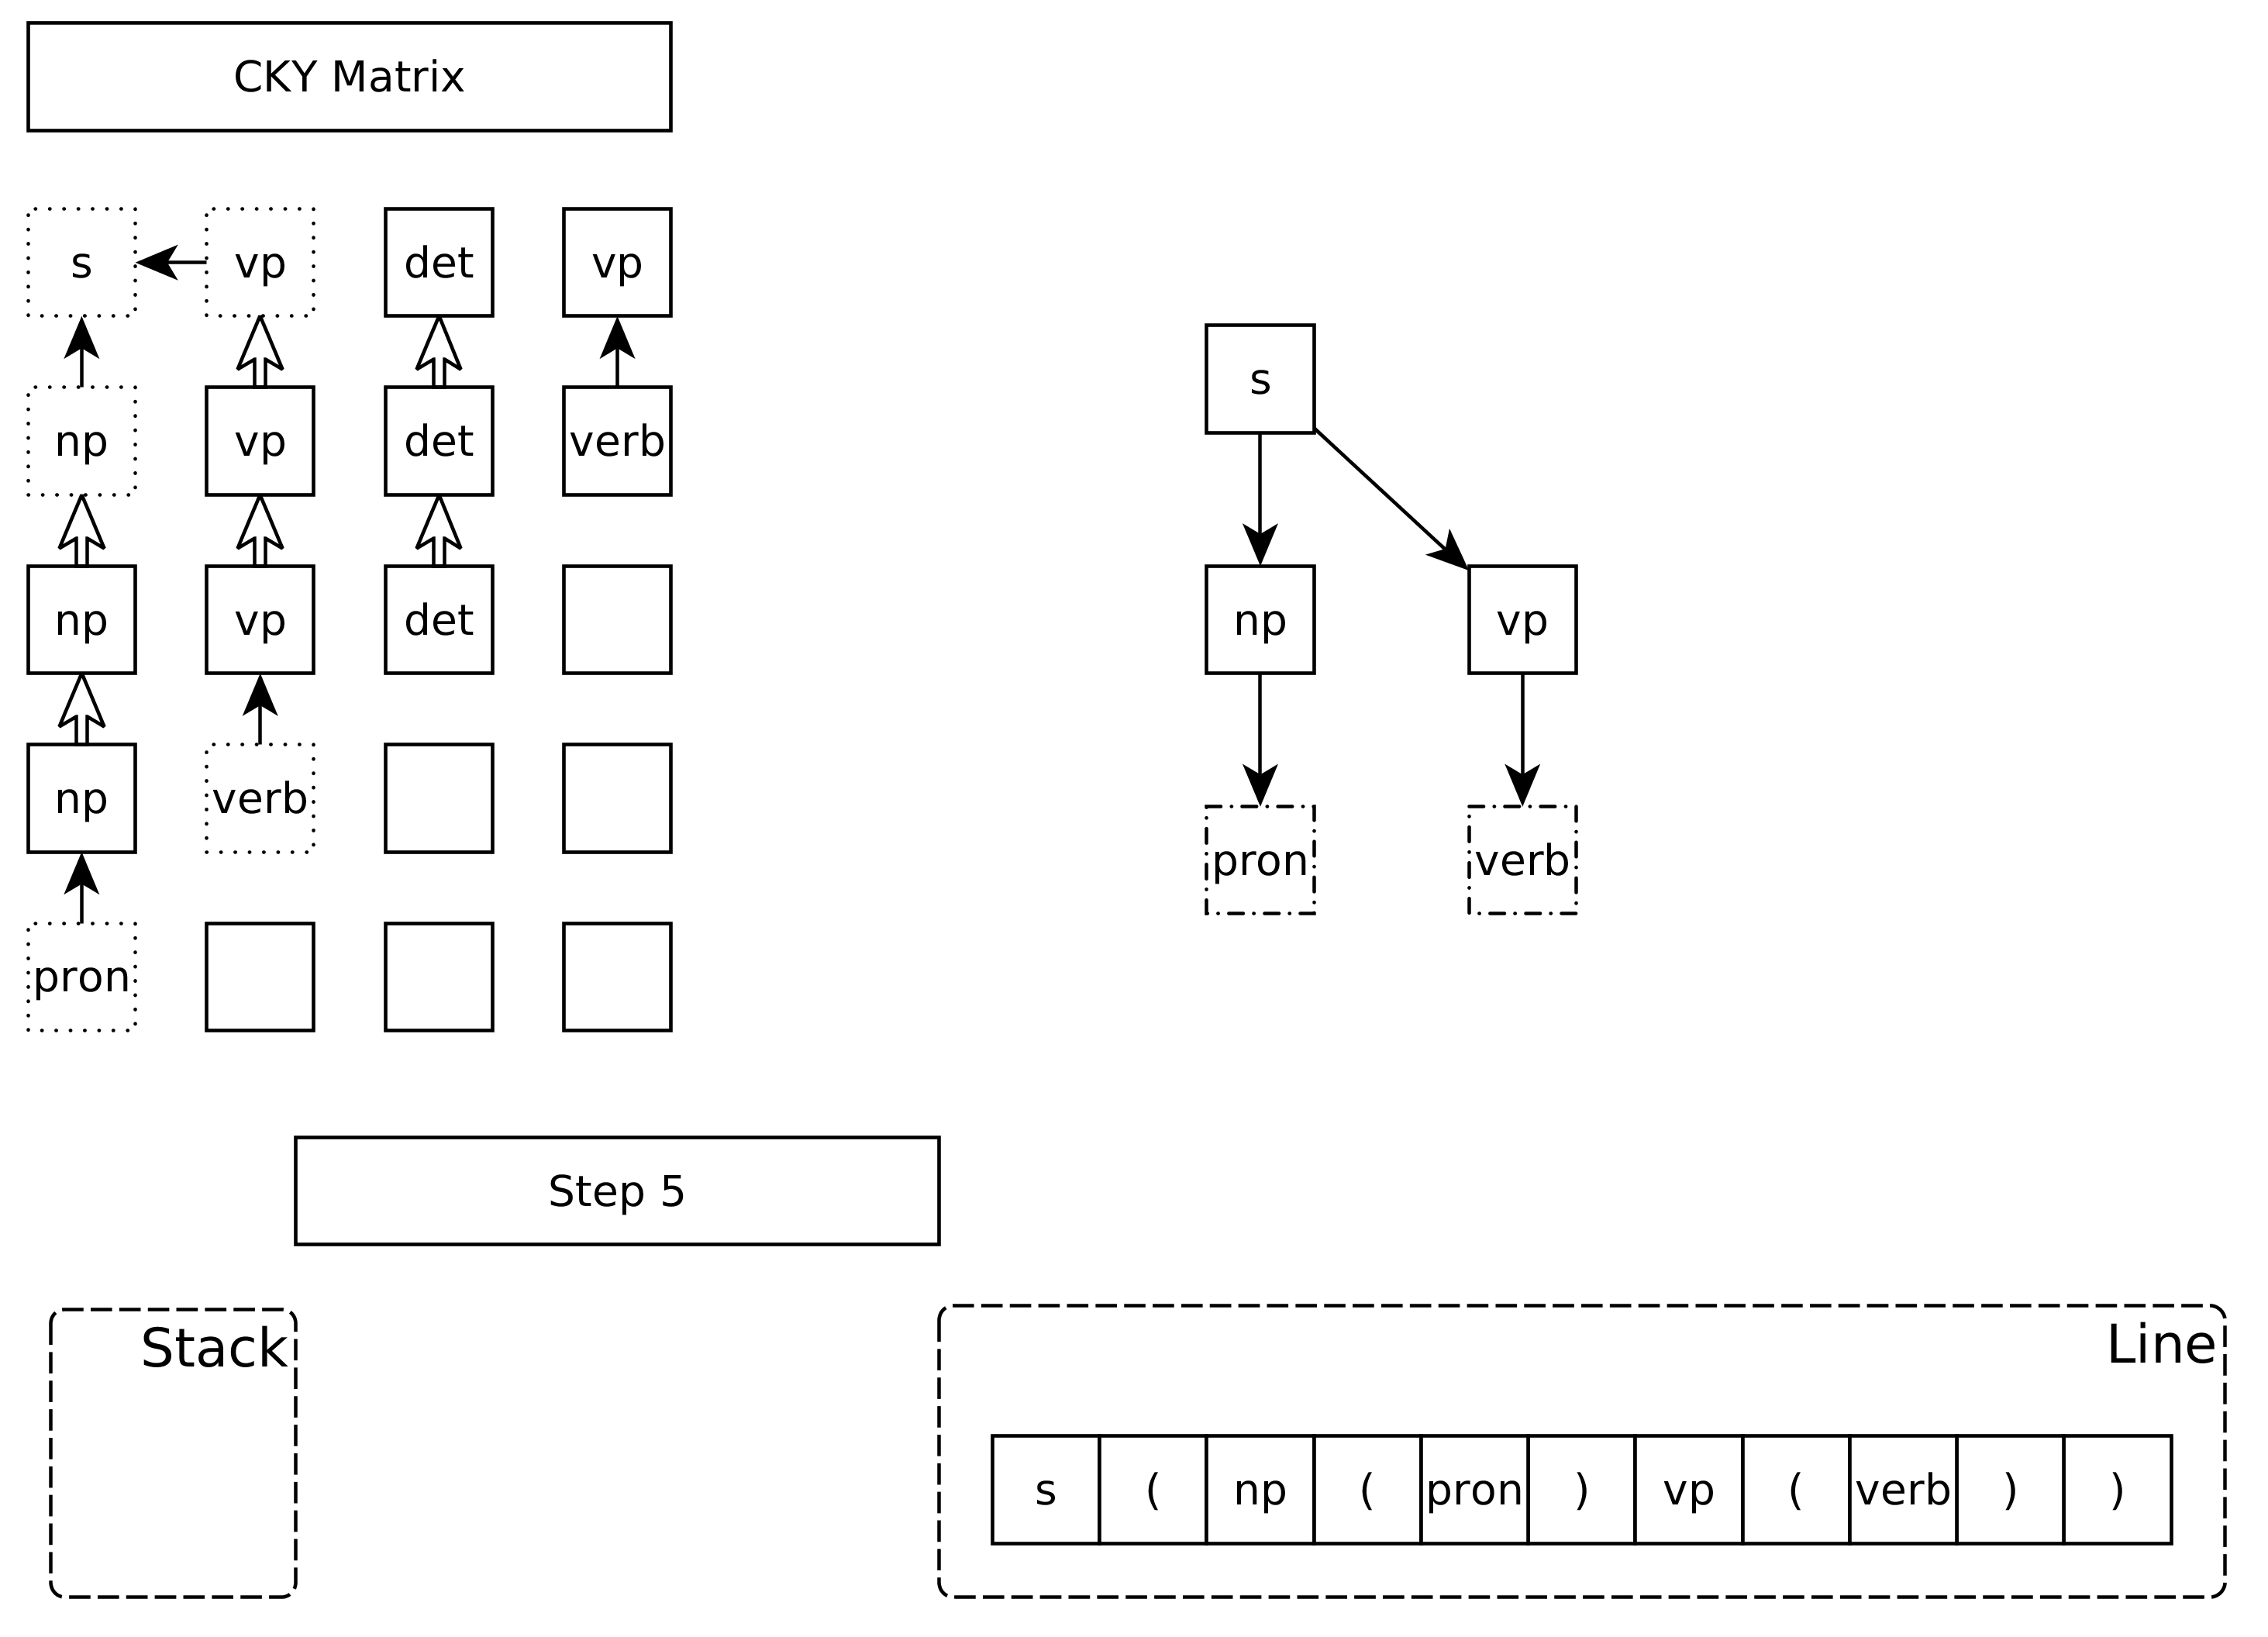 CKY Matrix
s vp det vp
np vp det verb
np vp det
np verb
pron
s
np vp
pron verb
Step 5
Stack
Line
s ( np ( pron ) vp ( verb ) )